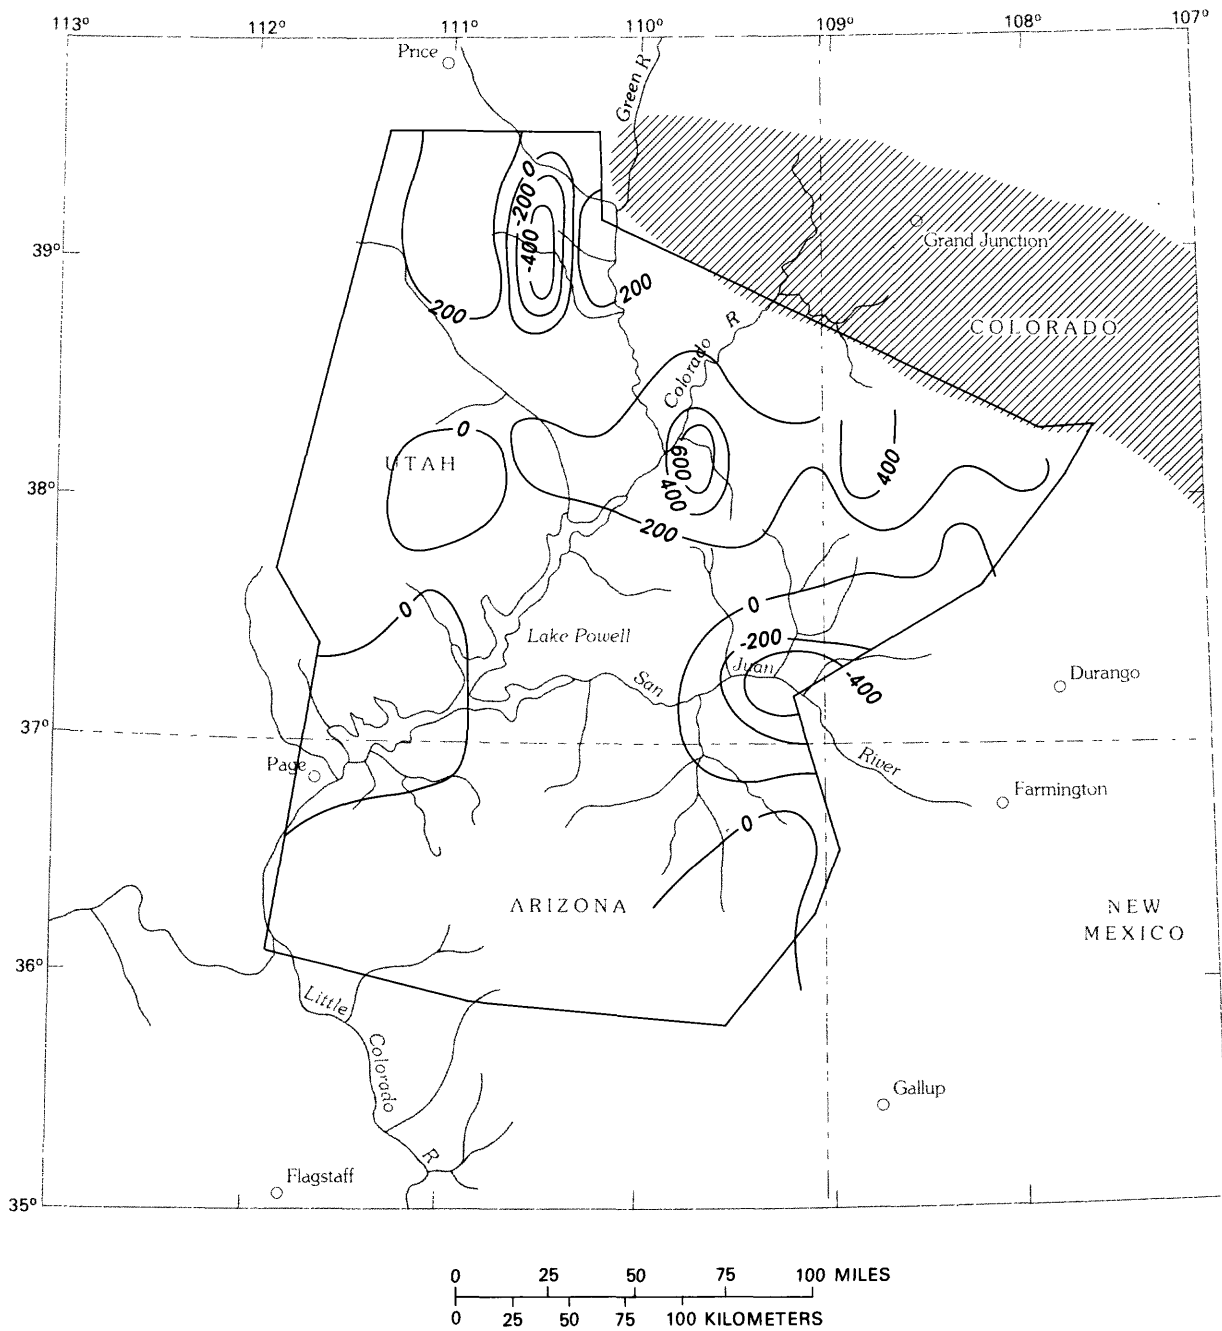 113° 112° 111° 110° 109° 108° 107°
Price
Green R
0
-200
39°
Grand Junction
-400
200
200
COLORADO
Colorado R
0
UTAH
600
400
400
38°
200
0
0
-200
Lake Powell
San Juan
-400
Durango
37°
Page
River
Farmington
0
ARIZONA
NEW
MEXICO
36°
Little
Colorado
Gallup
R
Flagstaff
35°
0 25 50 75 100 MILES
0 25 50 75 100 KILOMETERS